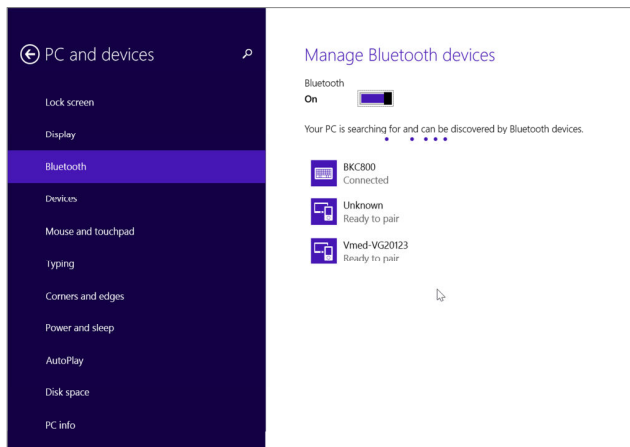 PC and devices
Lock screen
Display
Bluetooth
Devices
Mouse and touchpad
Typing
Corners and edges
Power and sleep
AutoPlay
Disk space
PC info
Manage Bluetooth devices
Bluetooth
On
Your PC is searching for and can be discovered by Bluetooth devices.
BKC800
Connected
Unknown
Ready to pair
Vmed-VG20123
Ready to pair